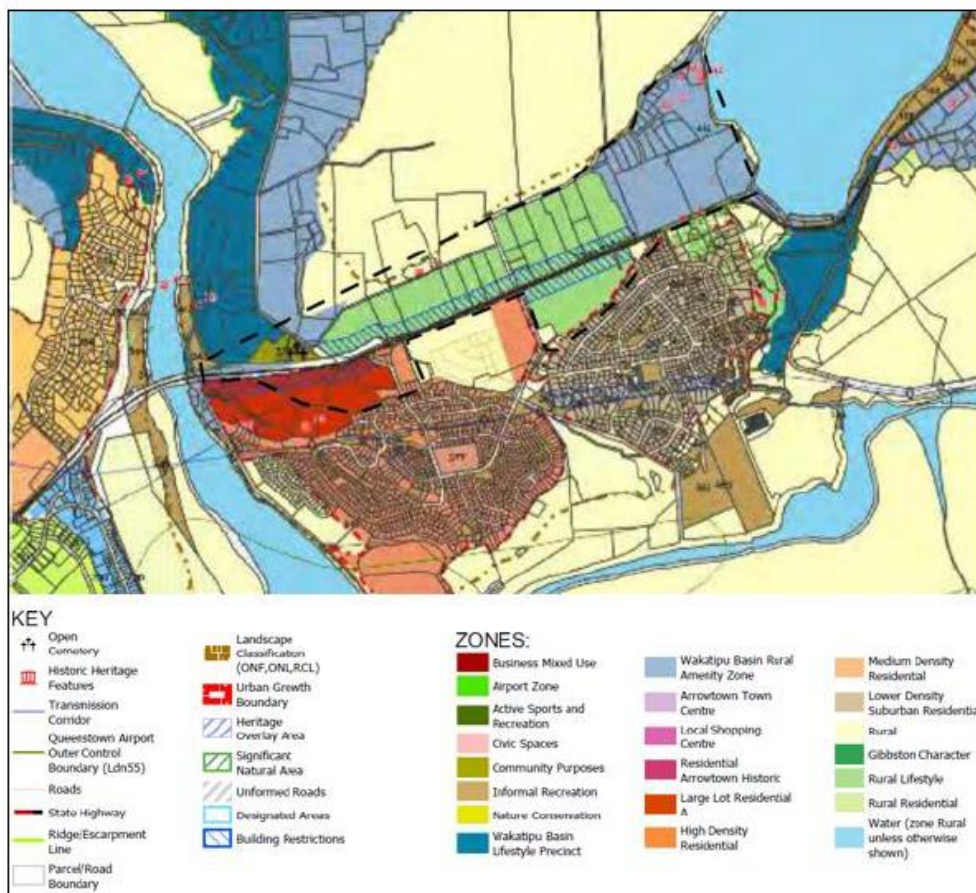 KEY
Open
Cemetery
Historic Heritage
Features
Transmission
Corridor
Queenstown Airport
Outer Control
Boundary (Ldn55)
Roads
State Highway
Ridge/Escarpment
Line
Parcel/Road
Boundary
Landscape
Classification
(ONF,ONL,RCL)
Urban Growth
Boundary
Heritage
Overlay Area
Significant
Natural Area
Unformed Roads
Designated Areas
Building Restrictions
ZONES:
Business Mixed Use
Airport Zone
Active Sports and
Recreation
Civic Spaces
Community Purposes
Informal Recreation
Nature Conservation
Wakatipu Basin
Lifestyle Precinct
Wakatipu Basin Rural
Amenity Zone
Arrowtown Town
Centre
Local Shopping
Centre
Residential
Arrowtown Historic
Large Lot Residential
A
High Density
Residential
Medium Density
Residential
Lower Density
Suburban Residential
Rural
Gibbston Character
Rural Lifestyle
Rural Residential
Water (zone Rural
unless otherwise
shown)